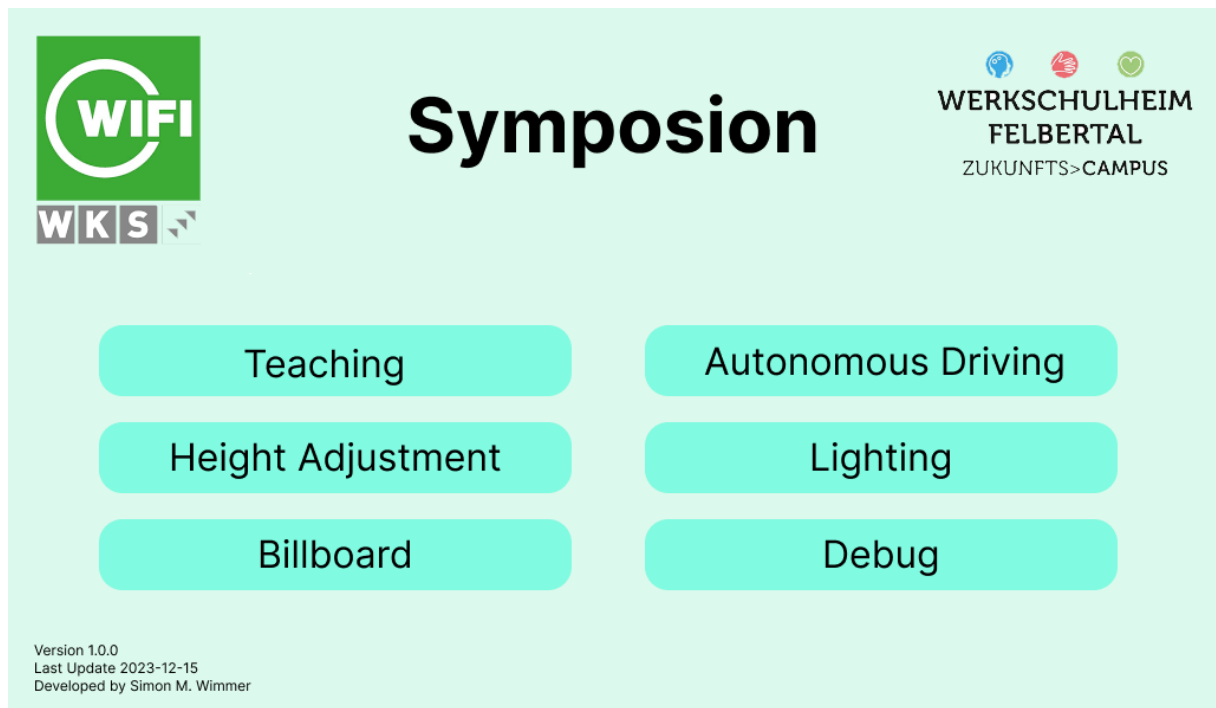 WIFI
WKS
Symposion
WERKSCHULHEIM
FELBERTAL
ZUKUNFTS>CAMPUS
Teaching
Autonomous Driving
Height Adjustment
Lighting
Billboard
Debug
Version 1.0.0
Last Update 2023-12-15
Developed by Simon M. Wimmer